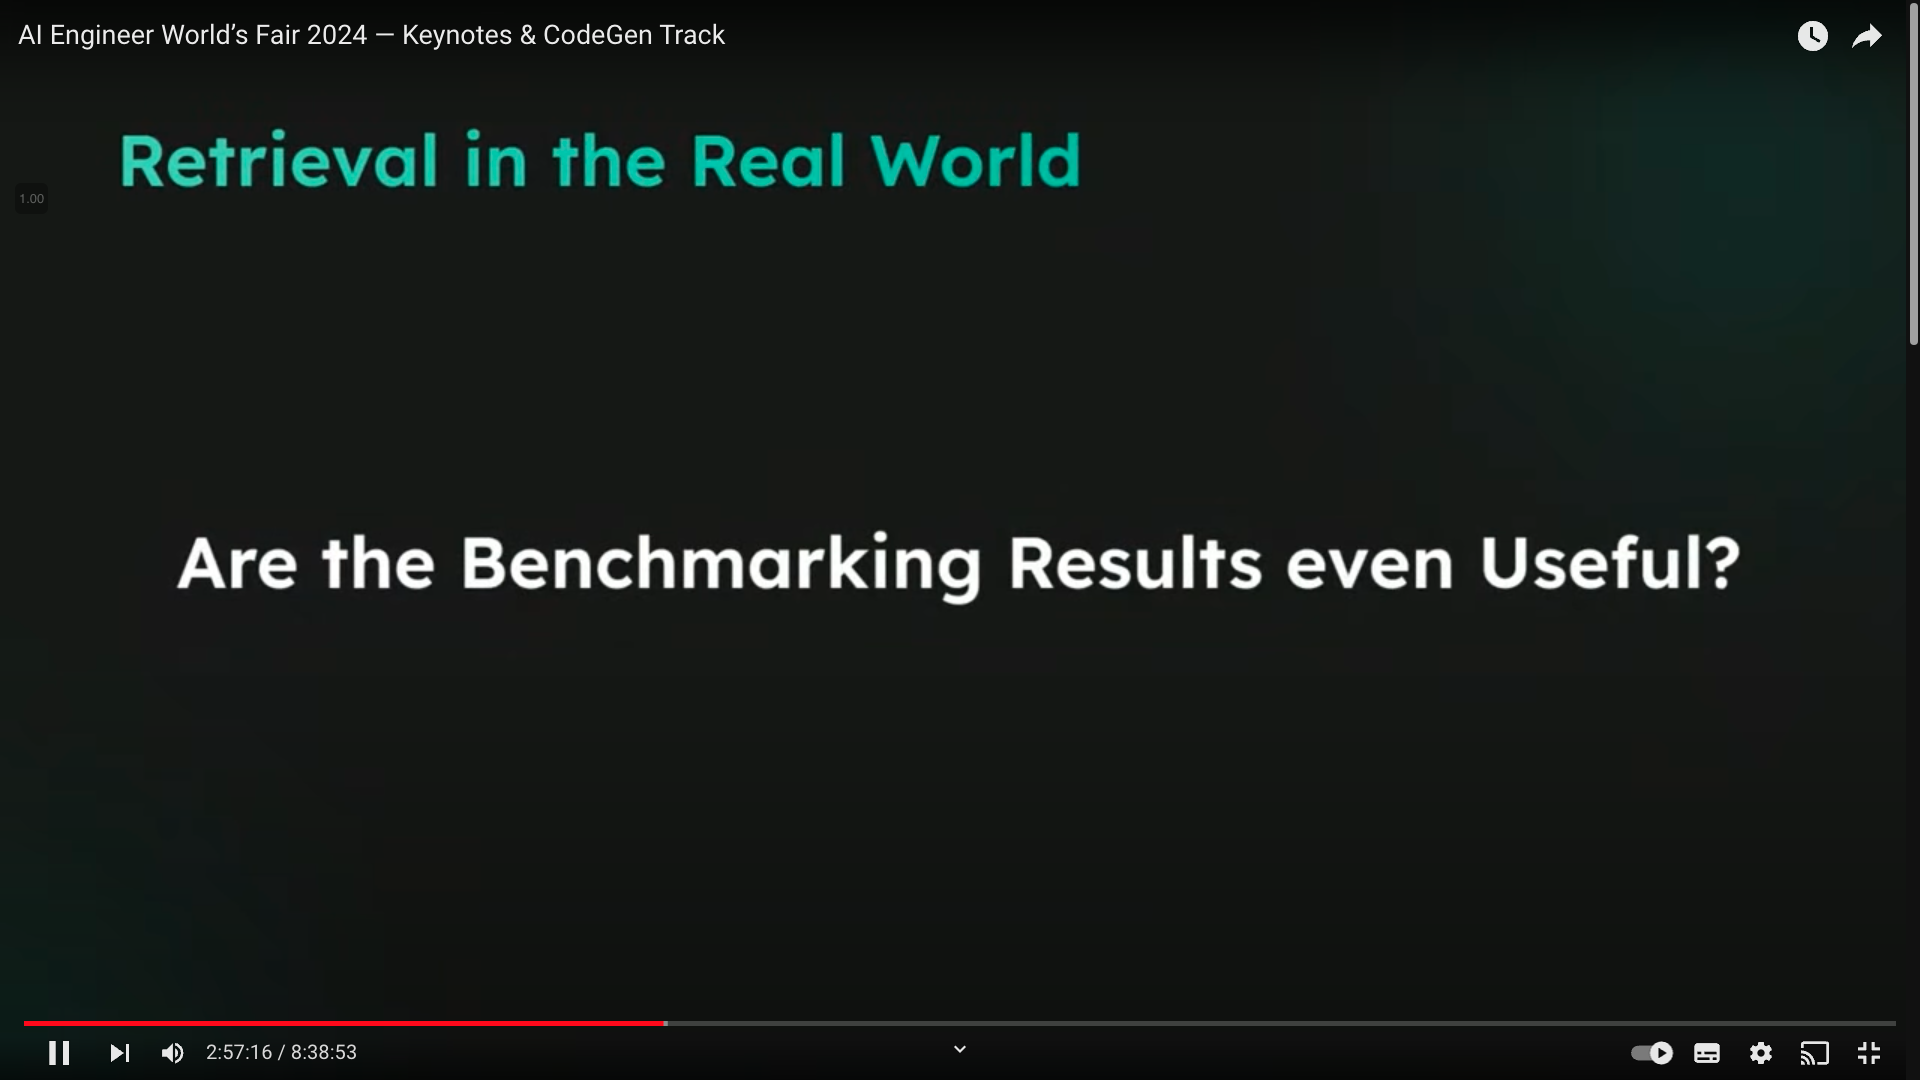 AI Engineer World’s Fair 2024 — Keynotes & CodeGen Track
Retrieval in the Real World
1.00
Are the Benchmarking Results even Useful?
2:57:16 / 8:38:53